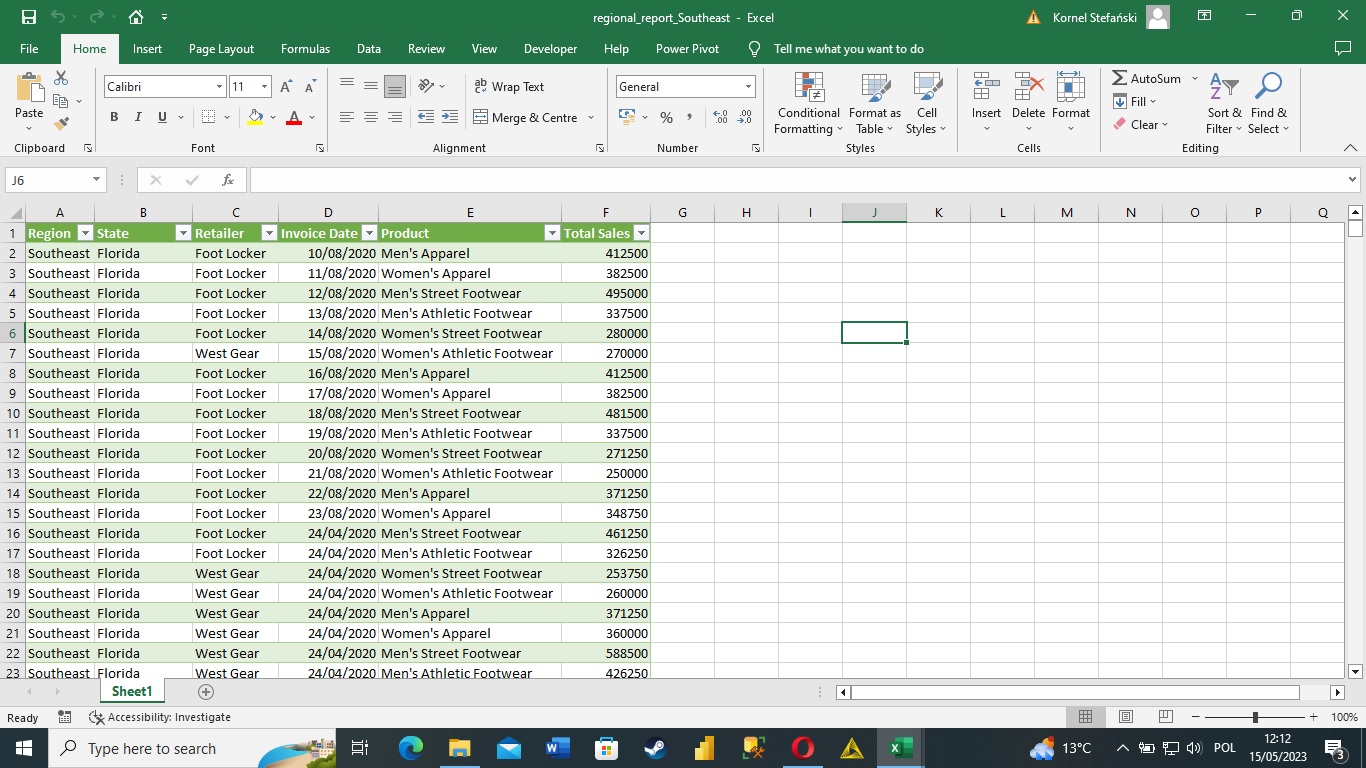 regional_report_Southeast - Excel
Kornel Stefański
File Home Insert Page Layout Formulas Data Review View Developer Help Power Pivot Tell me what you want to do
Paste
Clipboard
Calibri 11
B I U
Font
Wrap Text
Merge & Centre
Alignment
General
Number
Conditional Formatting
Format as Table
Cell Styles
Styles
Insert Delete Format
Cells
AutoSum
Fill
Clear
Sort & Filter
Find & Select
Editing
J6 fx
A B C D E F G H I J K L M N O P Q
1 Region State Retailer Invoice Date Product Total Sales
2 Southeast Florida Foot Locker 10/08/2020 Men's Apparel 412500
3 Southeast Florida Foot Locker 11/08/2020 Women's Apparel 382500
4 Southeast Florida Foot Locker 12/08/2020 Men's Street Footwear 495000
5 Southeast Florida Foot Locker 13/08/2020 Men's Athletic Footwear 337500
6 Southeast Florida Foot Locker 14/08/2020 Women's Street Footwear 280000
7 Southeast Florida West Gear 15/08/2020 Women's Athletic Footwear 270000
8 Southeast Florida Foot Locker 16/08/2020 Men's Apparel 412500
9 Southeast Florida Foot Locker 17/08/2020 Women's Apparel 382500
10 Southeast Florida Foot Locker 18/08/2020 Men's Street Footwear 481500
11 Southeast Florida Foot Locker 19/08/2020 Men's Athletic Footwear 337500
12 Southeast Florida Foot Locker 20/08/2020 Women's Street Footwear 271250
13 Southeast Florida Foot Locker 21/08/2020 Women's Athletic Footwear 250000
14 Southeast Florida Foot Locker 22/08/2020 Men's Apparel 371250
15 Southeast Florida Foot Locker 23/08/2020 Women's Apparel 348750
16 Southeast Florida Foot Locker 24/04/2020 Men's Street Footwear 461250
17 Southeast Florida Foot Locker 24/04/2020 Men's Athletic Footwear 326250
18 Southeast Florida West Gear 24/04/2020 Women's Street Footwear 253750
19 Southeast Florida West Gear 24/04/2020 Women's Athletic Footwear 260000
20 Southeast Florida West Gear 24/04/2020 Men's Apparel 371250
21 Southeast Florida West Gear 24/04/2020 Women's Apparel 360000
22 Southeast Florida West Gear 24/04/2020 Men's Street Footwear 588500
23 Southeast Florida West Gear 24/04/2020 Men's Athletic Footwear 426250
Sheet1
Ready Accessibility: Investigate 100%
Type here to search
13°C
POL
12:12
15/05/2023
3